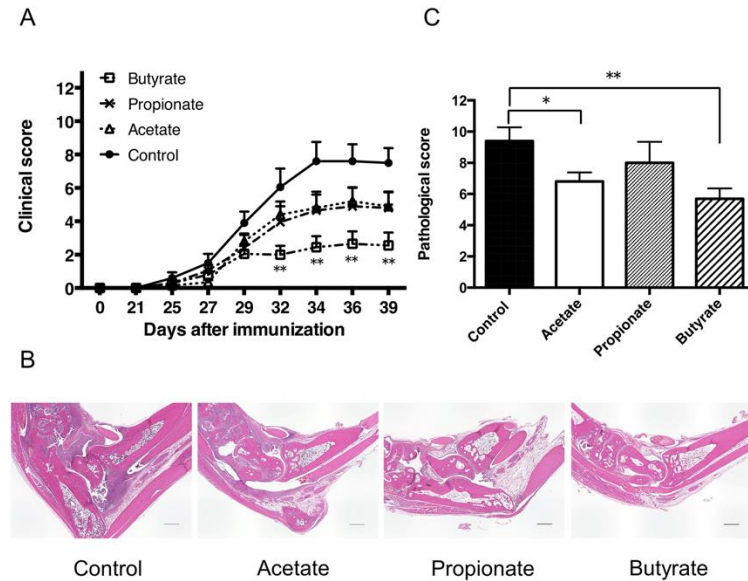 A
Clinical score
12
10
8
6
4
2
0
Butyrate
Propionate
Acetate
Control
**
**
**
**
0 21 25 27 29 32 34 36 39
Days after immunization
C
Pathological score
12
10
8
6
4
2
0
*
**
Control
Acetate
Propionate
Butyrate
B
Control Acetate Propionate Butyrate